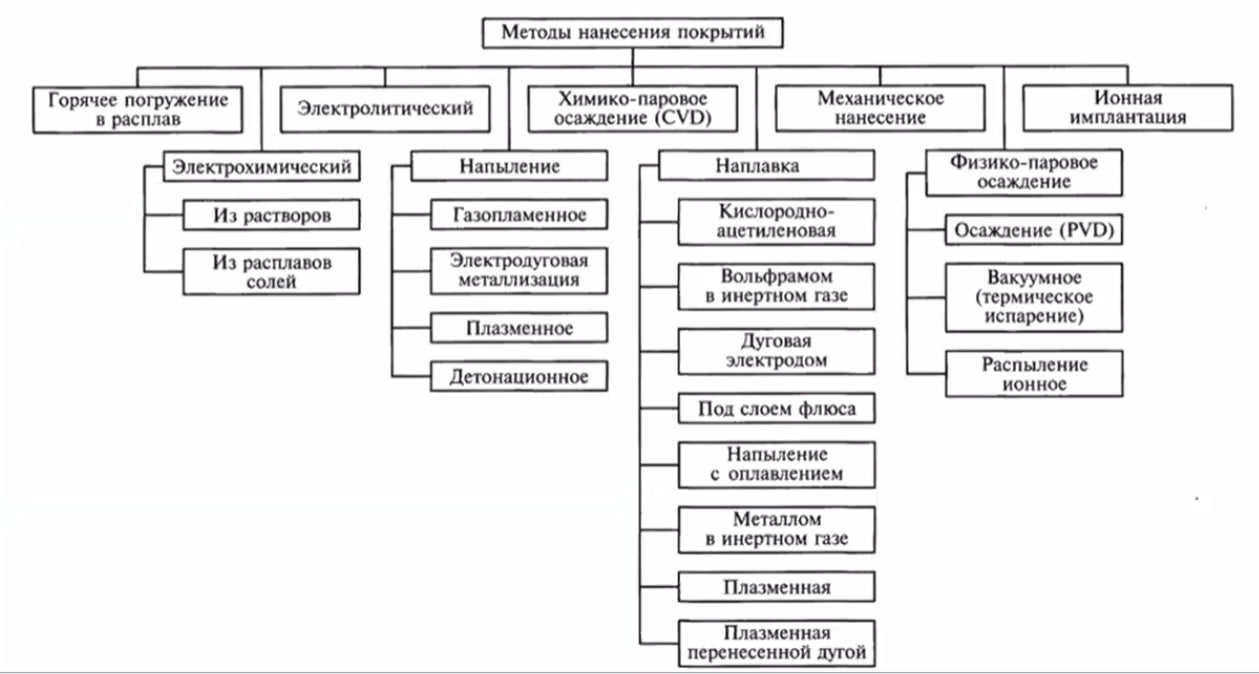 Методы нанесения покрытий
Горячее погружение
в расплав
Электролитический
Химико-паровое
осаждение (CVD)
Механическое
нанесение
Ионная
имплантация
Электрохимический
Из растворов
Из расплавов
солей
Напыление
Газопламенное
Электродуговая
металлизация
Плазменное
Детонационное
Наплавка
Кислородно-
ацетиленовая
Вольфрамом
в инертном газе
Дуговая
электродом
Под слоем флюса
Напыление
с оплавлением
Металлом
в инертном газе
Плазменная
Плазменная
перенесенной дугой
Физико-паровое
осаждение
Осаждение (PVD)
Вакуумное
(термическое
испарение)
Распыление
ионное